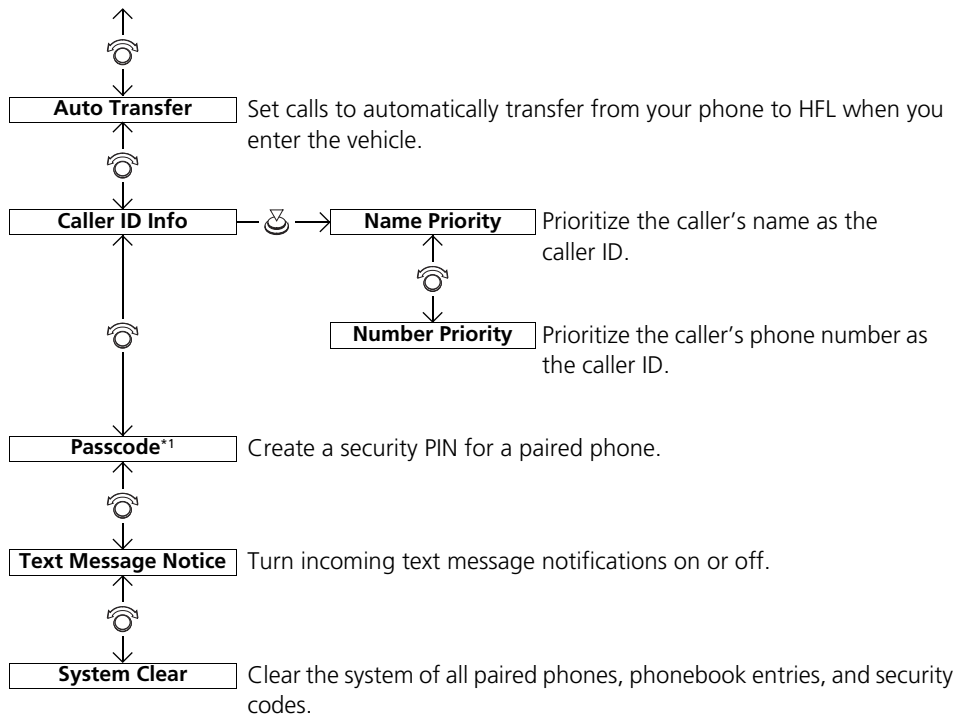 Auto Transfer
Set calls to automatically transfer from your phone to HFL when you
enter the vehicle.
Caller ID Info
Name Priority
Prioritize the caller's name as the
caller ID.
Number Priority
Prioritize the caller's phone number as
the caller ID.
Passcode*1
Create a security PIN for a paired phone.
Text Message Notice
Turn incoming text message notifications on or off.
System Clear
Clear the system of all paired phones, phonebook entries, and security
codes.